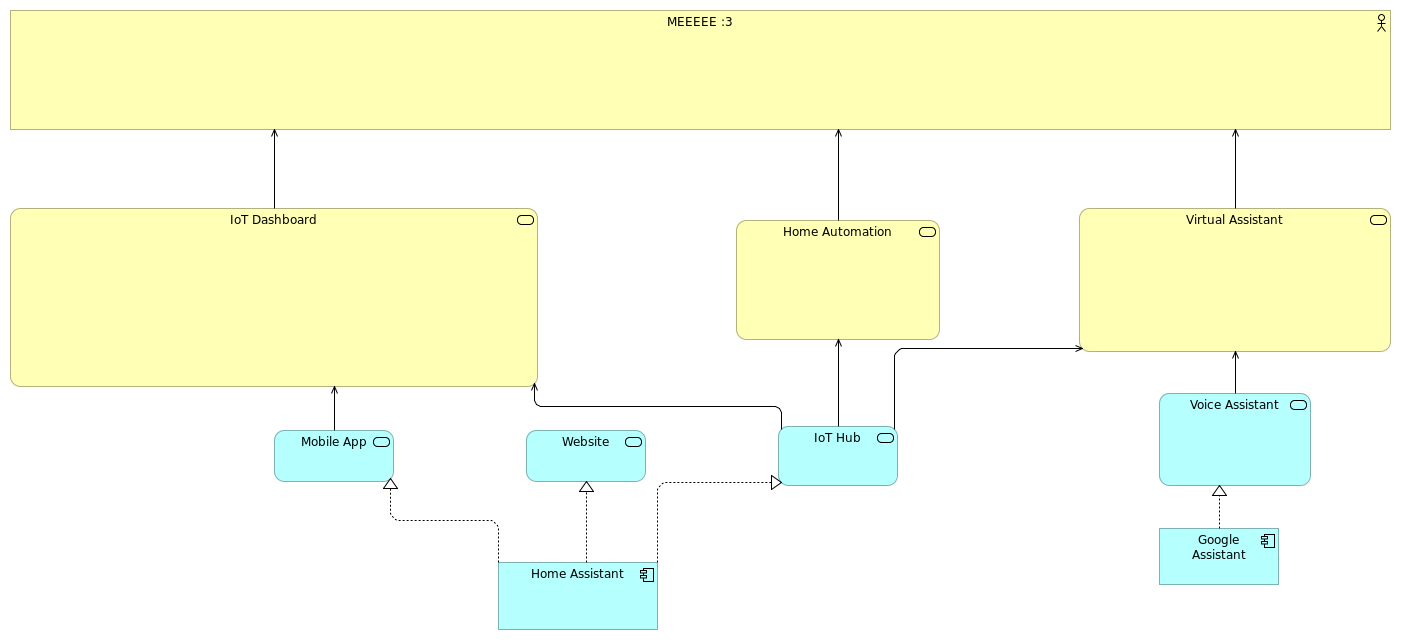 MEEEEE :3
IoT Dashboard
Home Automation
Virtual Assistant
Mobile App
Website
IoT Hub
Voice Assistant
Home Assistant
Google
Assistant